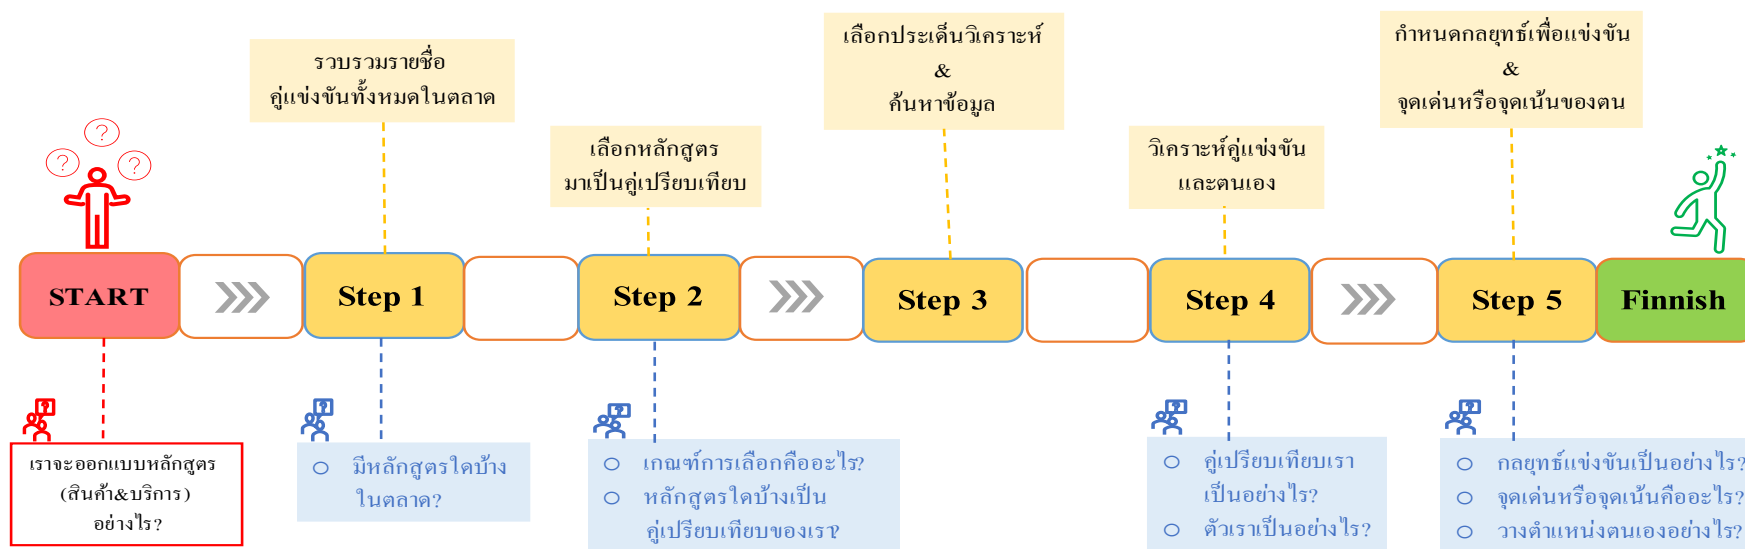 รวบรวมรายชื่อ
คู่แข่งขันทั้งหมดในตลาด
เลือกหลักสูตร
มาเป็นคู่เปรียบเทียบ
เลือกประเด็นวิเคราะห์
&
ค้นหาข้อมูล
วิเคราะห์คู่แข่งขัน
และตนเอง
กำหนดกลยุทธ์เพื่อแข่งขัน
&
จุดเด่นหรือจุดเน้นของตน
?
?
?
START
Step 1
Step 2
Step 3
Step 4
Step 5
Finnish
?
เราจะออกแบบหลักสูตร
(สินค้า&บริการ)
อย่างไร?
?
มีหลักสูตรใดบ้าง
ในตลาด?
?
เกณฑ์การเลือกคืออะไร?
หลักสูตรใดบ้างเป็น
คู่เปรียบเทียบของเรา?
?
คู่เปรียบเทียบเรา
เป็นอย่างไร?
ตัวเราเป็นอย่างไร?
?
กลยุทธ์แข่งขันเป็นอย่างไร?
จุดเด่นหรือจุดเน้นคืออะไร?
วางตำแหน่งตนเองอย่างไร?